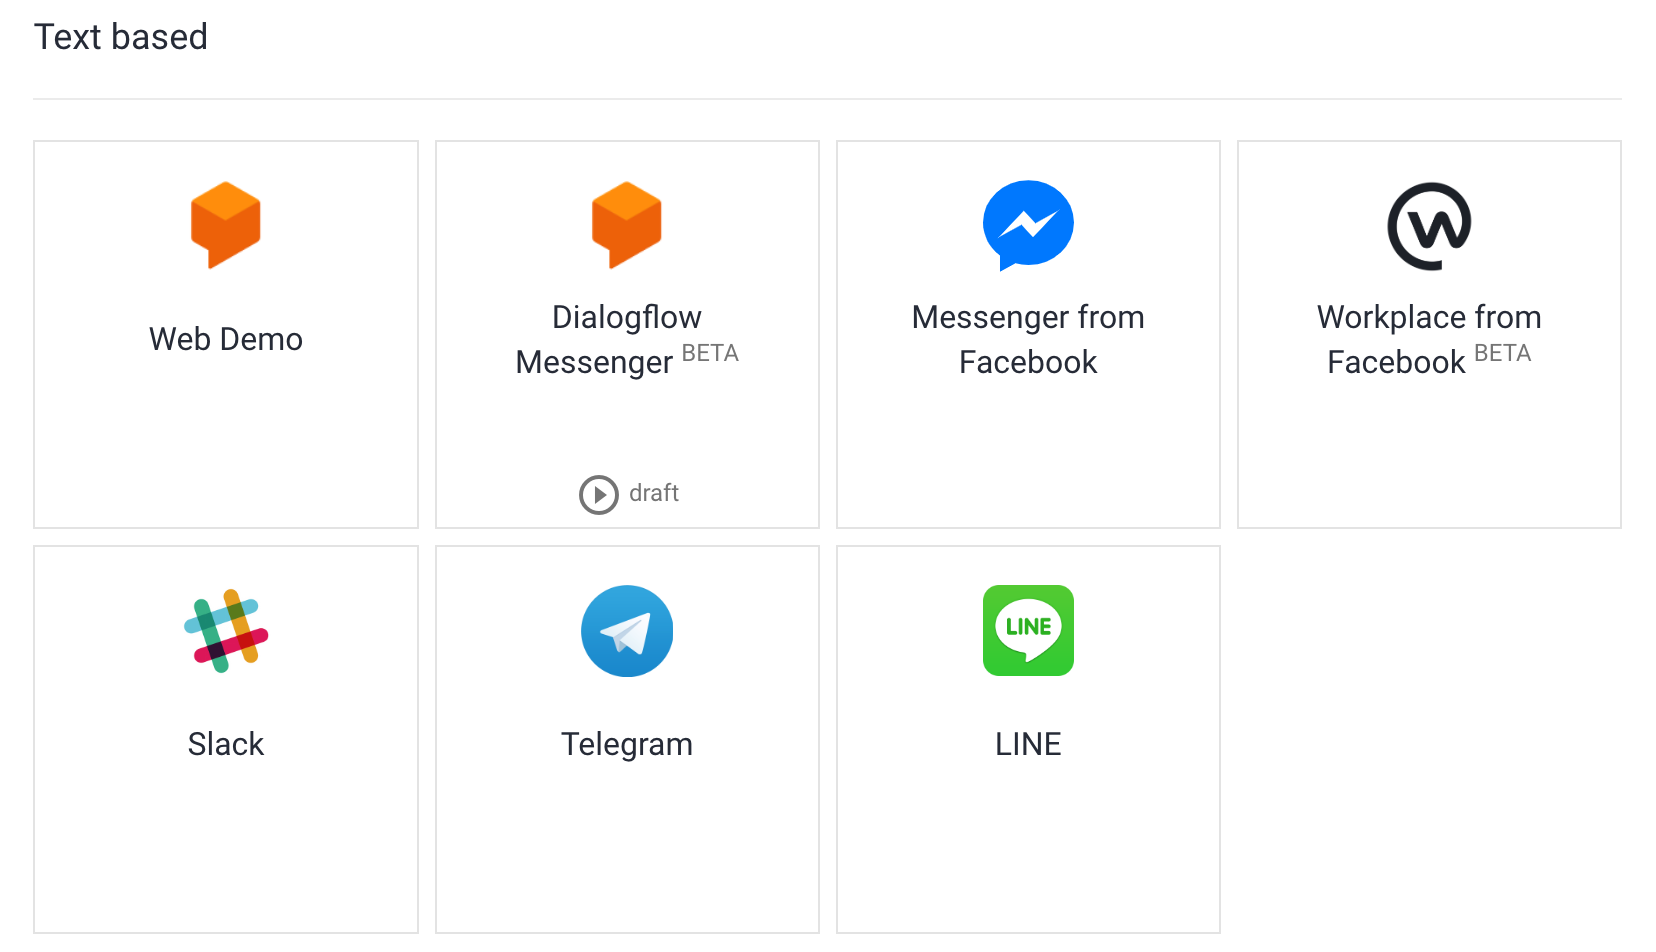 Text based
Web Demo
Dialogflow
Messenger BETA
draft
Messenger from
Facebook
Workplace from
Facebook BETA
Slack
Telegram
LINE
LINE